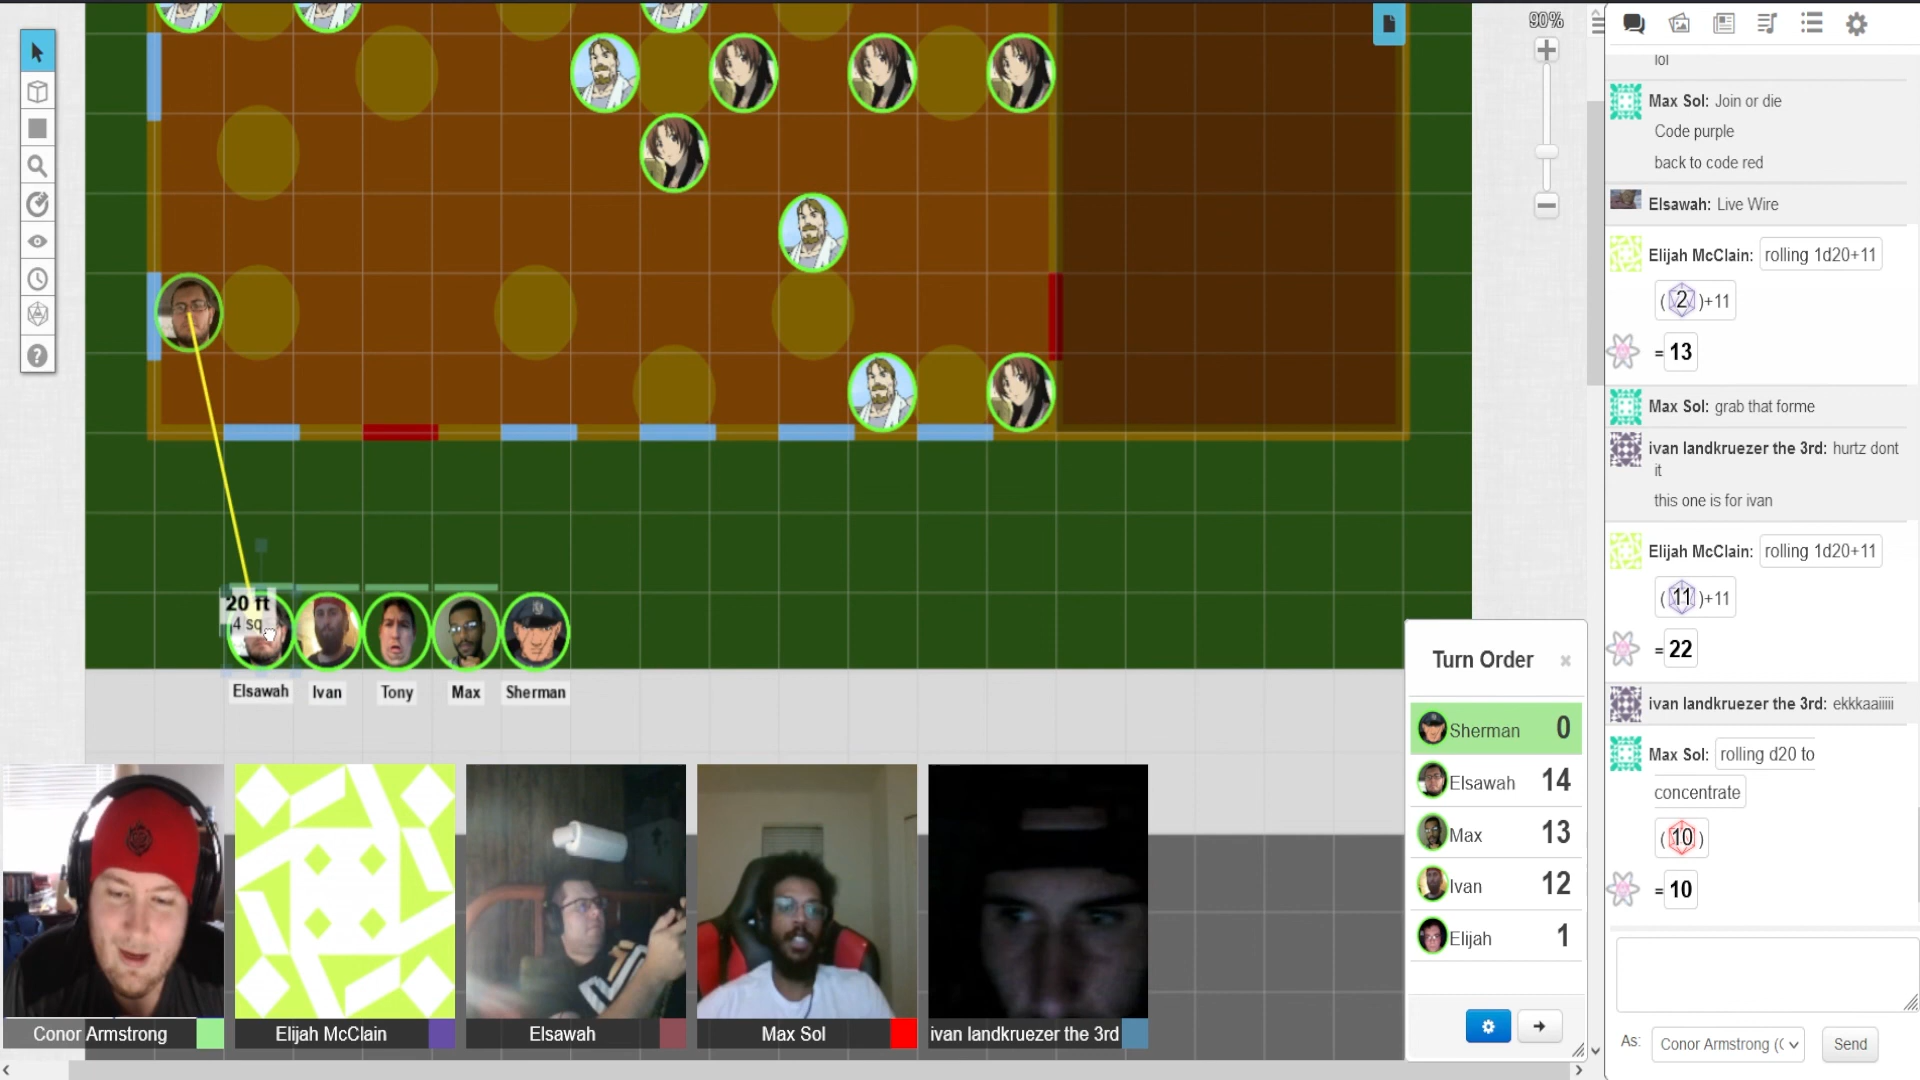 90%
lol
Max Sol: Join or die
Code purple
back to code red
Elsawah: Live Wire
Elijah McClain: rolling 1d20+11
(2)+11
=13
Max Sol: grab that forme
ivan landkruezer the 3rd: hurtz dont
it
this one is for ivan
Elijah McClain: rolling 1d20+11
(11)+11
=22
ivan landkruezer the 3rd: ekkkaaiiiii
Max Sol: rolling d20 to
concentrate
(10)
=10
As: Conor Armstrong (
Send
20 ft
4 sq
Elsawah Ivan Tony Max Sherman
Turn Order ×
Sherman 0
Elsawah 14
Max 13
Ivan 12
Elijah 1
Conor Armstrong
Elijah McClain
Elsawah
Max Sol
ivan landkruezer the 3rd